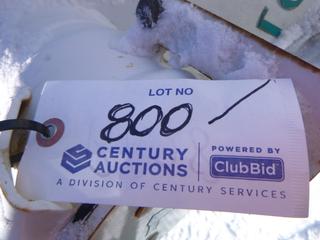 LOT NO
800 /
CENTURY AUCTIONS
POWERED BY
ClubBid
A DIVISION OF CENTURY SERVICES